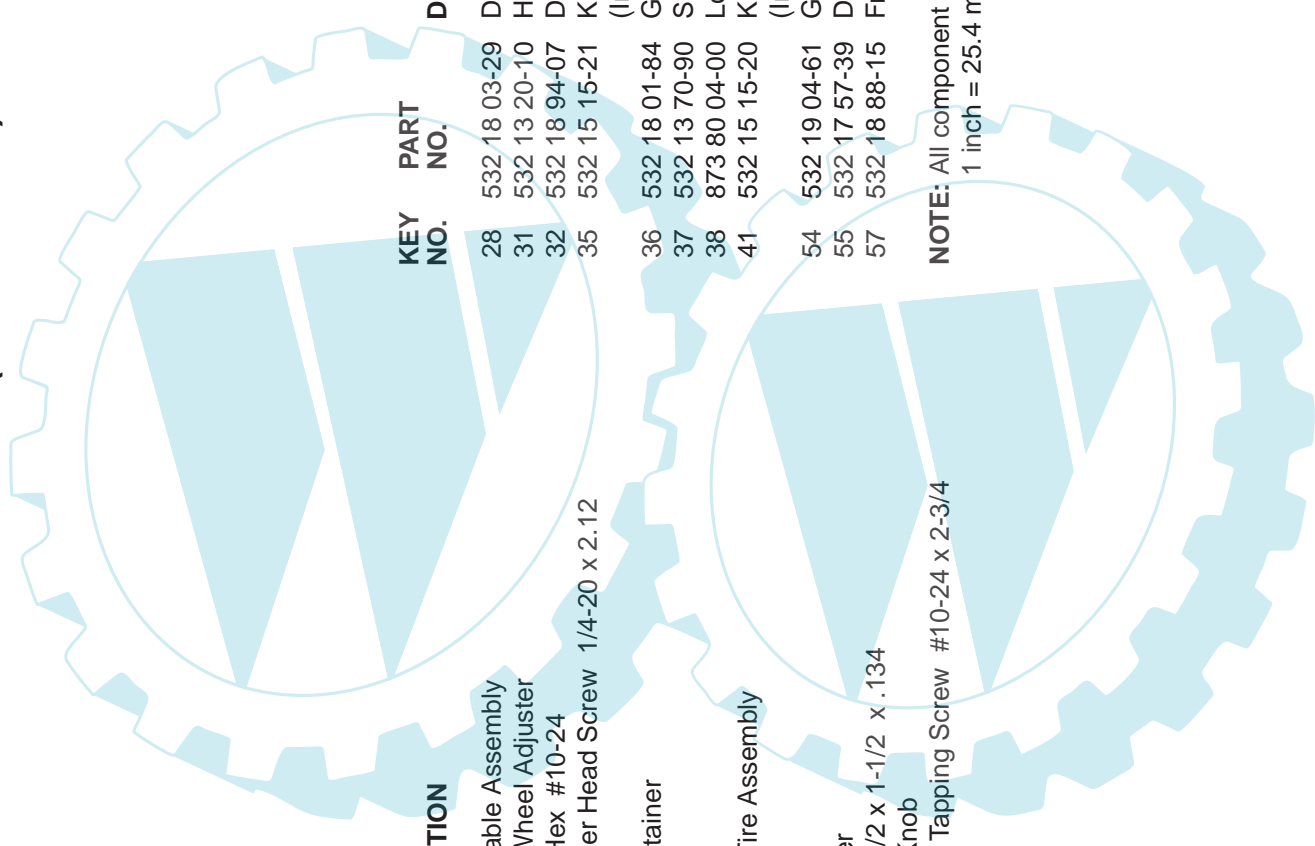 TION
able Assembly
Wheel Adjuster
Hex #10-24
er Head Screw 1/4-20 x 2.12
tainer
ire Assembly
er
/2 x 1-1/2 x .134
Knob
Tapping Screw #10-24 x 2-3/4
KEY PART
NO. NO. D
28 532 18 03-29 D
31 532 13 20-10 H
32 532 18 94-07 D
35 532 15 15-21 K
(I
36 532 18 01-84 G
37 532 13 70-90 S
38 873 80 04-00 Lo
41 532 15 15-20 K
(I
54 532 19 04-61 G
55 532 17 57-39 D
57 532 18 88-15 Fr
NOTE: All component
1 inch = 25.4 m